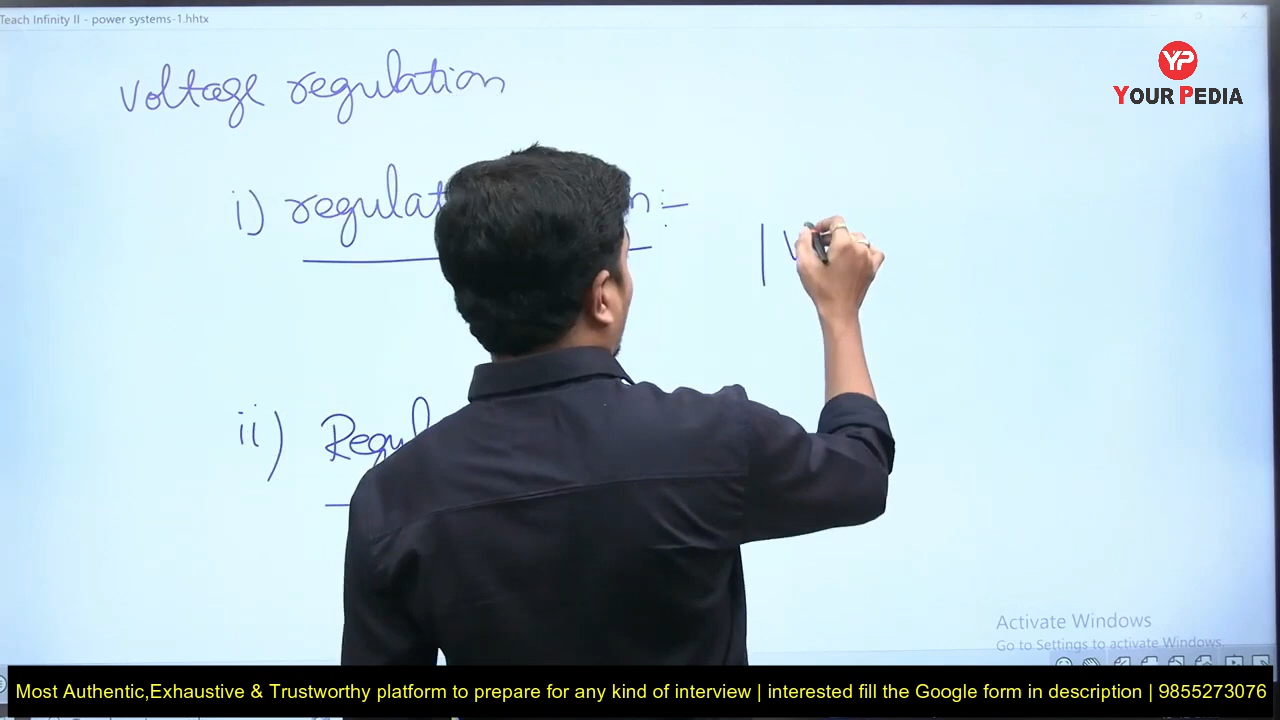 Teach Infinity II - power systems-1.hhtx
YP
YOUR PEDIA
voltage regulation
i)
|V
ii)
Activate Windows
Go to Settings to activate Windows.
Most Authentic,Exhaustive & Trustworthy platform to prepare for any kind of interview | interested fill the Google form in description | 9855273076